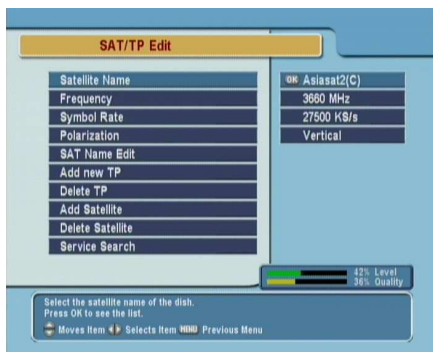 SAT/TP Edit
Satellite Name OK Asiasat2(C)
Frequency 3660 MHz
Symbol Rate 27500 KS/s
Polarization Vertical
SAT Name Edit
Add new TP
Delete TP
Add Satellite
Delete Satellite
Service Search
42% Level
36% Quality
Select the satellite name of the dish.
Press OK to see the list.
Moves Item Selects Item MENU Previous Menu